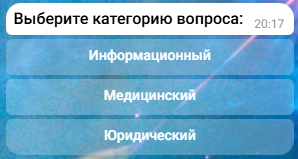 Выберите категорию вопроса:
20:17
Информационный
Медицинский
Юридический